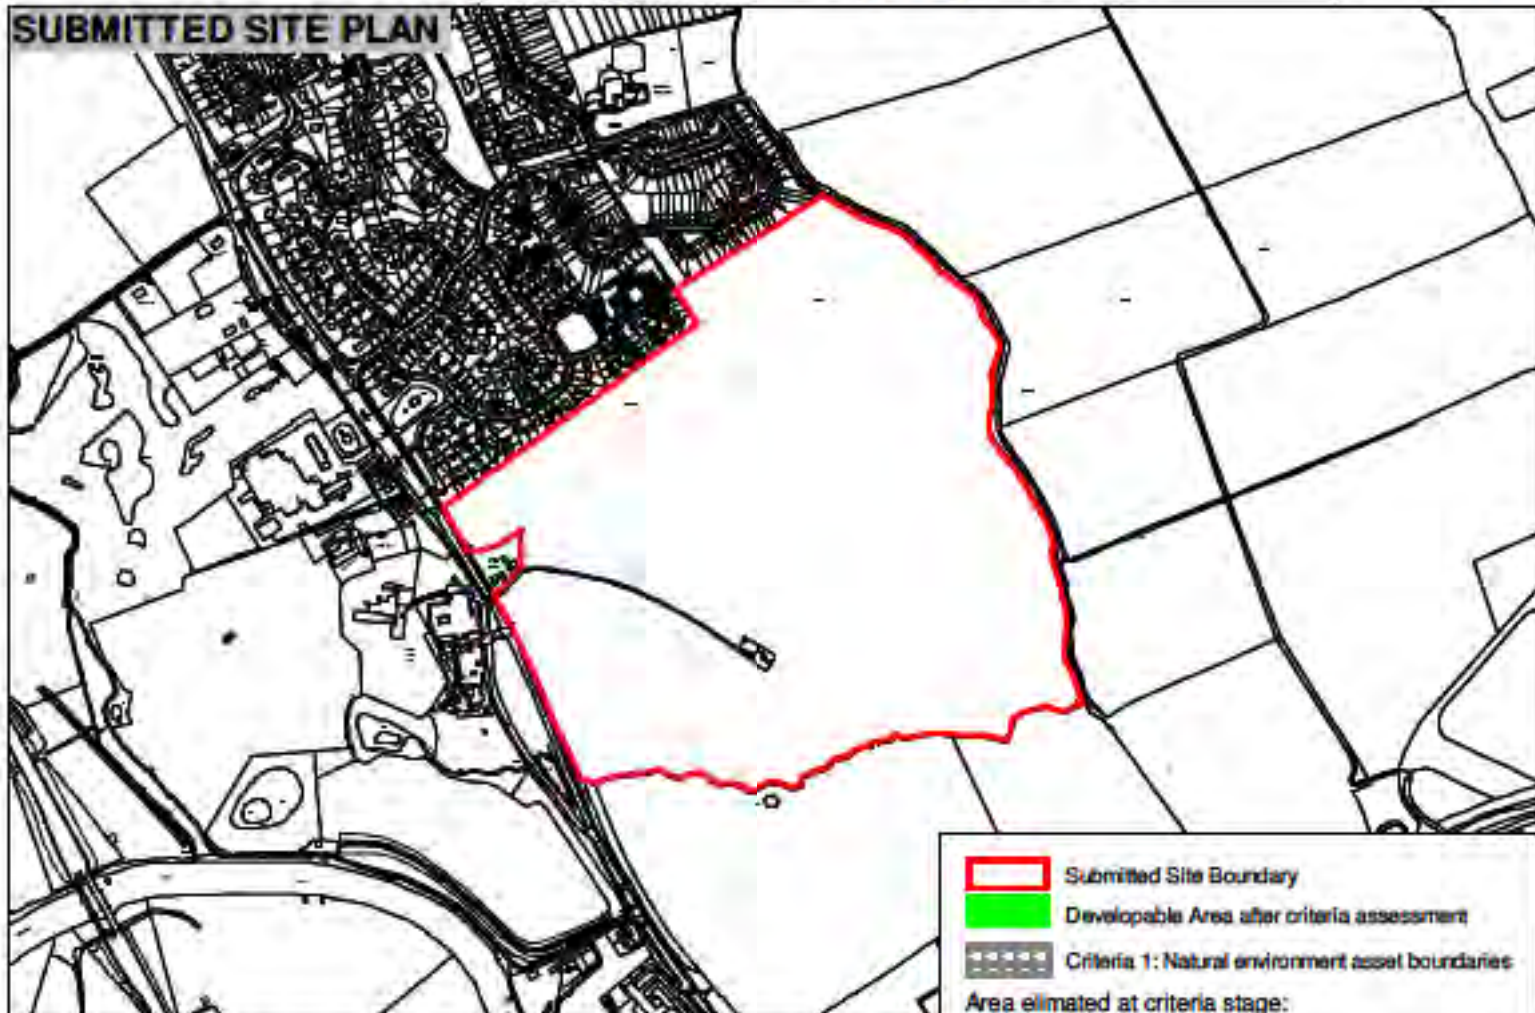 SUBMITTED SITE PLAN
Submitted Site Boundary
Developable Area after criteria assessment
Criteria 1: Natural environment asset boundaries
Area elimated at criteria stage: